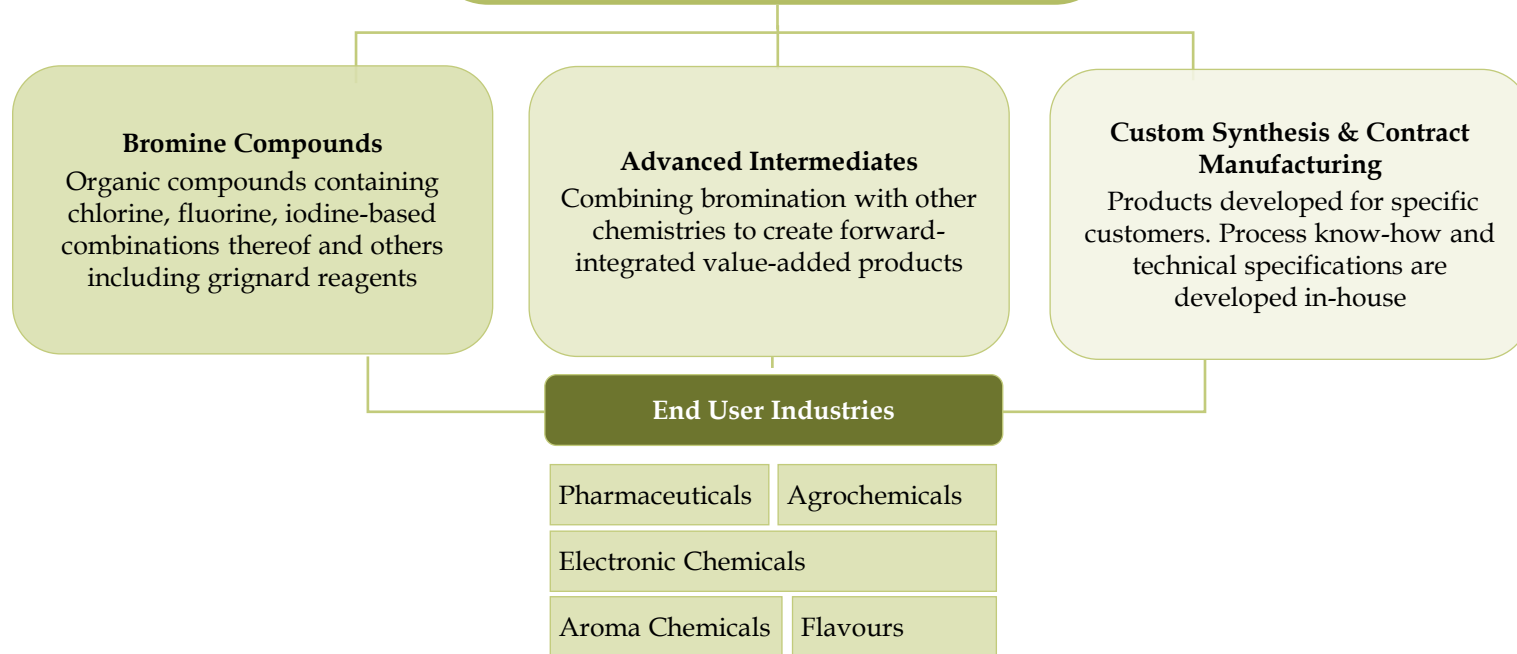 Bromine Compounds
Organic compounds containing
chlorine, fluorine, iodine-based
combinations thereof and others
including grignard reagents
Advanced Intermediates
Combining bromination with other
chemistries to create forward-
integrated value-added products
Custom Synthesis & Contract
Manufacturing
Products developed for specific
customers. Process know-how and
technical specifications are
developed in-house
End User Industries
Pharmaceuticals
Agrochemicals
Electronic Chemicals
Aroma Chemicals
Flavours